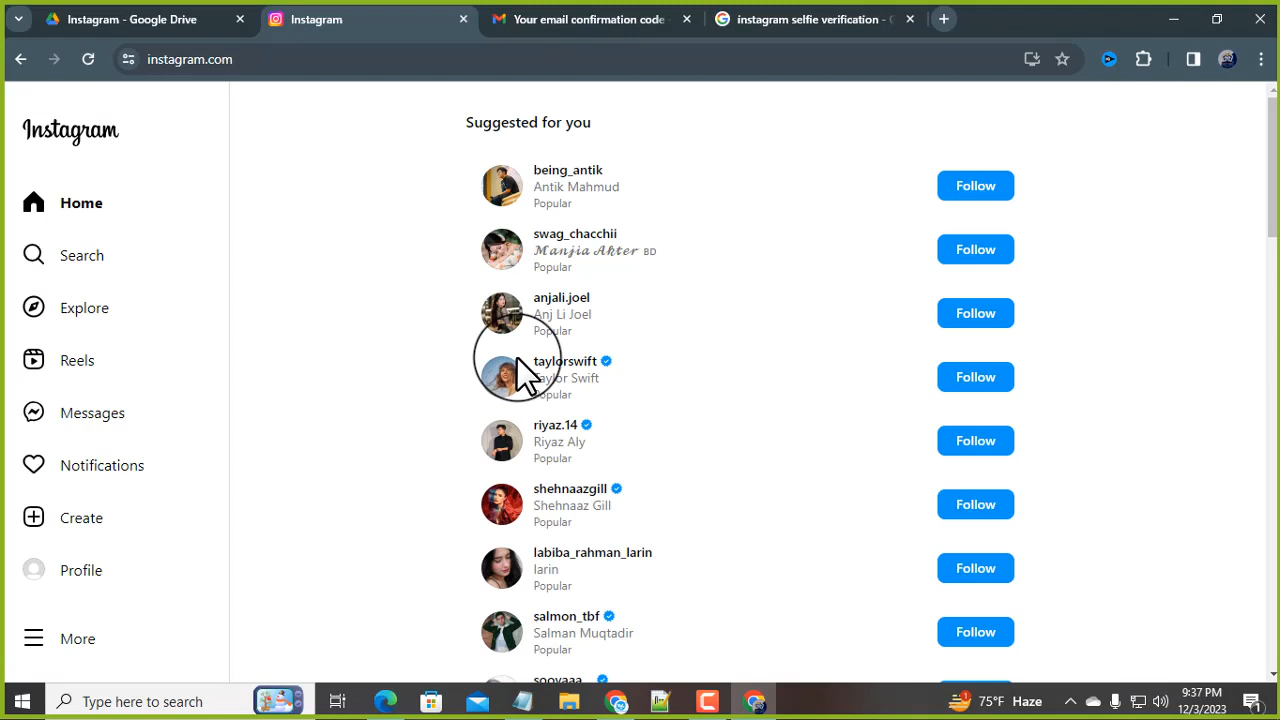 Instagram - Google Drive
Instagram
Your email confirmation code
instagram selfie verification -
instagram.com
Instagram
Home
Search
Explore
Reels
Messages
Notifications
Create
Profile
More
Suggested for you
being_antik
Antik Mahmud
Popular
Follow
swag_chacchii
𝓜𝓪𝓷𝓳𝓲𝓪 𝓐𝓴𝓽𝓮𝓻 BD
Popular
Follow
anjali.joel
Anj Li Joel
Popular
Follow
taylorswift
Taylor Swift
Popular
Follow
riyaz.14
Riyaz Aly
Popular
Follow
shehnaazgill
Shehnaaz Gill
Popular
Follow
labiba_rahman_larin
larin
Popular
Follow
salmon_tbf
Salman Muqtadir
Popular
Follow
Type here to search
75°F Haze
9:37 PM
12/3/2023